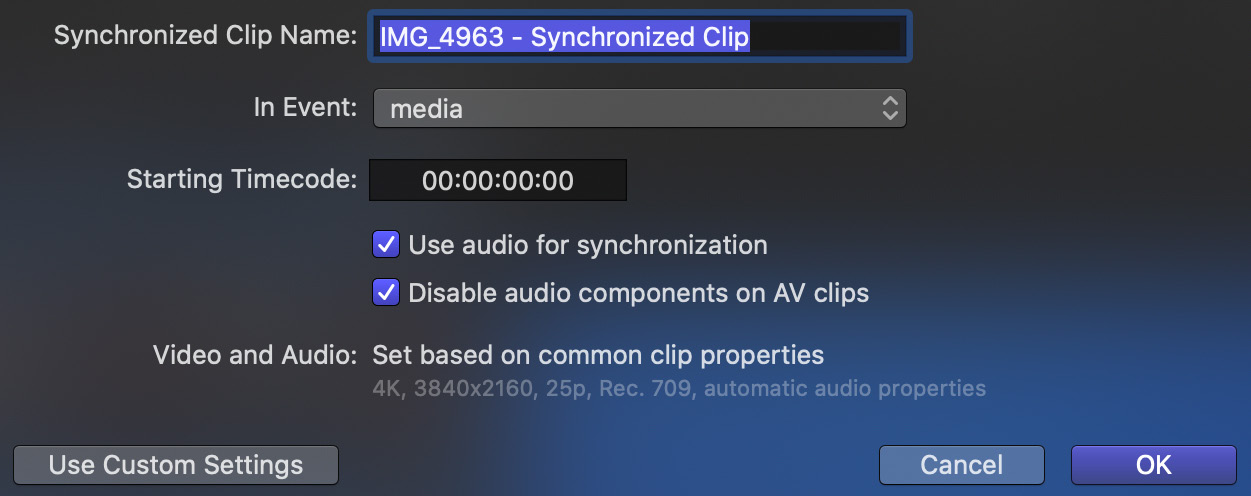 Synchronized Clip Name: IMG_4963 - Synchronized Clip
In Event: media
Starting Timecode: 00:00:00:00
Use audio for synchronization
Disable audio components on AV clips
Video and Audio: Set based on common clip properties
4K, 3840x2160, 25p, Rec. 709, automatic audio properties
Use Custom Settings Cancel OK